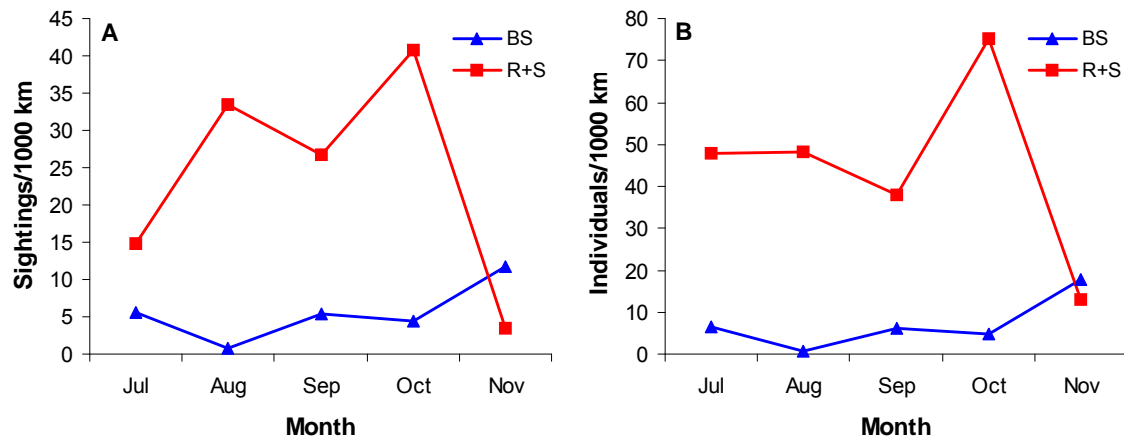 A
BS
R+S
45
40
35
30
25
20
15
10
5
0
Sightings/1000 km
Jul Aug Sep Oct Nov
Month
B
BS
R+S
80
70
60
50
40
30
20
10
0
Individuals/1000 km
Jul Aug Sep Oct Nov
Month